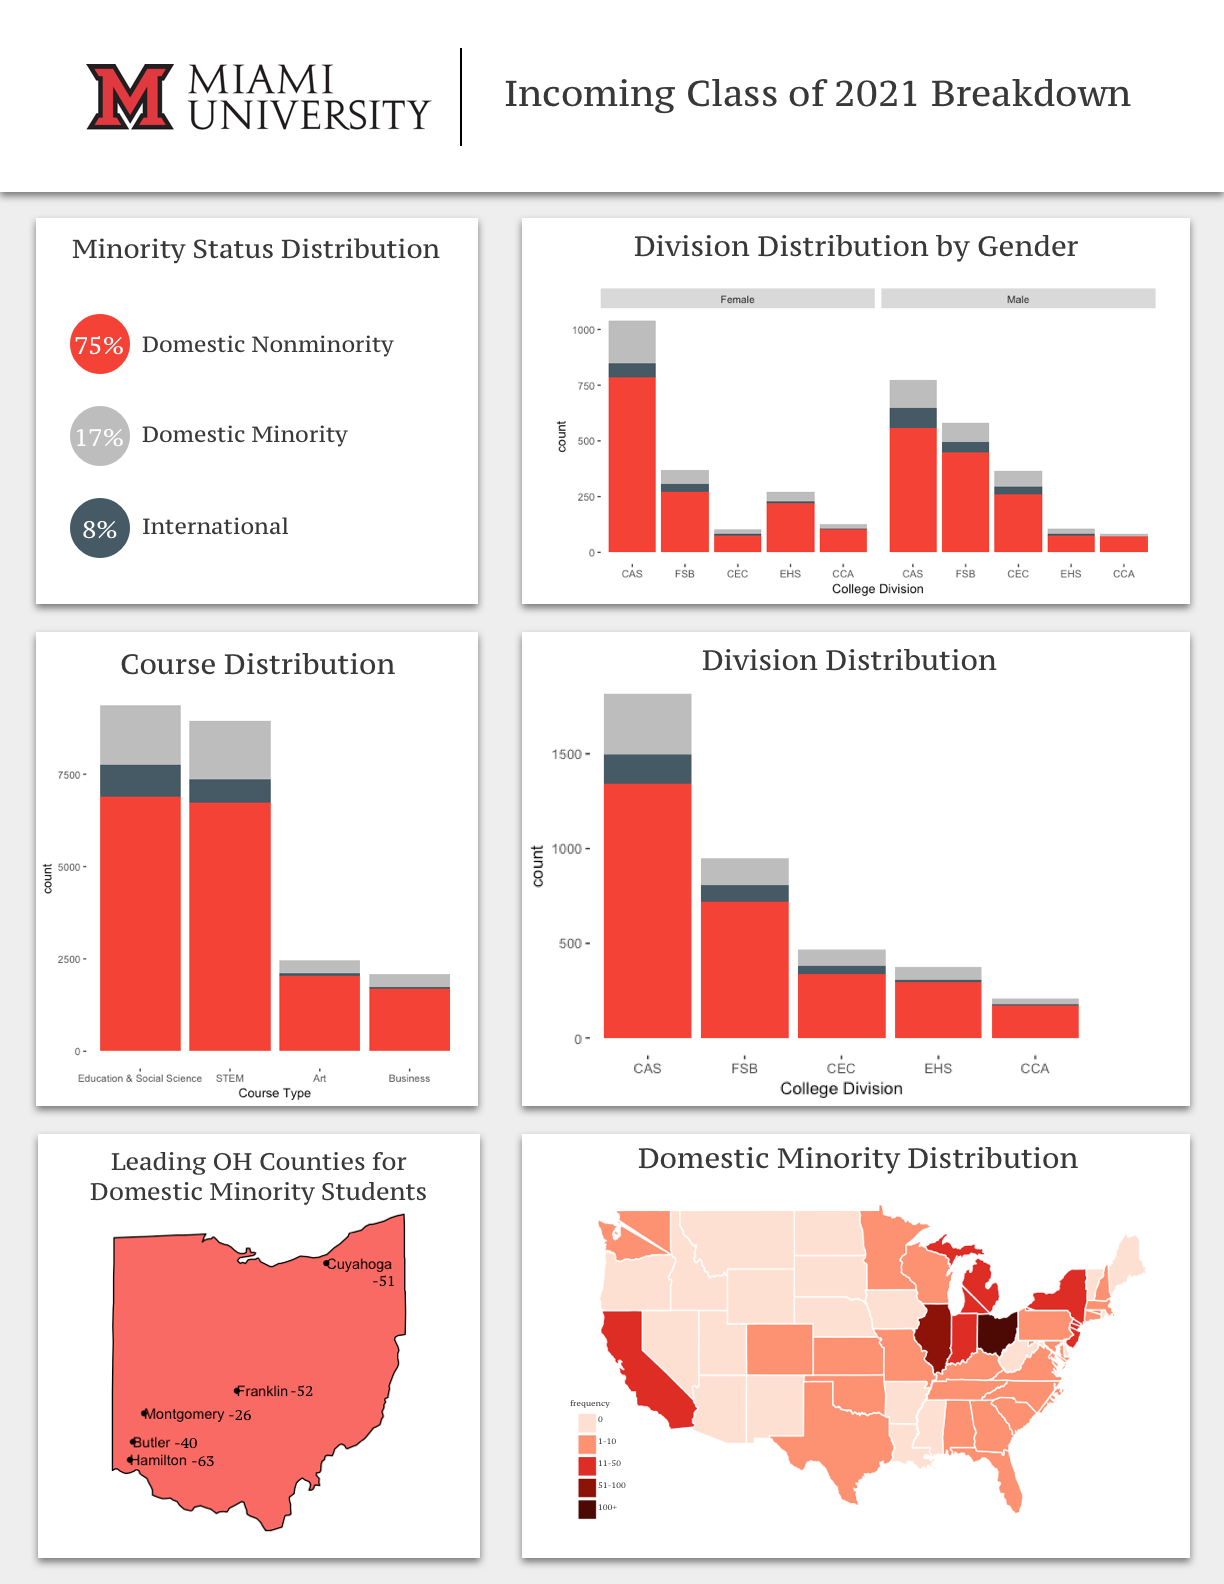 MIAMI
UNIVERSITY
Incoming Class of 2021 Breakdown
Minority Status Distribution
75% Domestic Nonminority
17% Domestic Minority
8% International
Division Distribution by Gender
Female Male
1000
750
500
250
0
count
CAS FSB CEC EHS CCA CAS FSB CEC EHS CCA
College Division
Course Distribution
7500
5000
2500
0
count
Education & Social Science STEM Art Business
Course Type
Division Distribution
1500
1000
500
0
count
CAS FSB CEC EHS CCA
College Division
Leading OH Counties for
Domestic Minority Students
Cuyahoga
-51
Franklin -52
Montgomery -26
Butler -40
Hamilton -63
Domestic Minority Distribution
frequency
0
1-10
11-50
51-100
100+